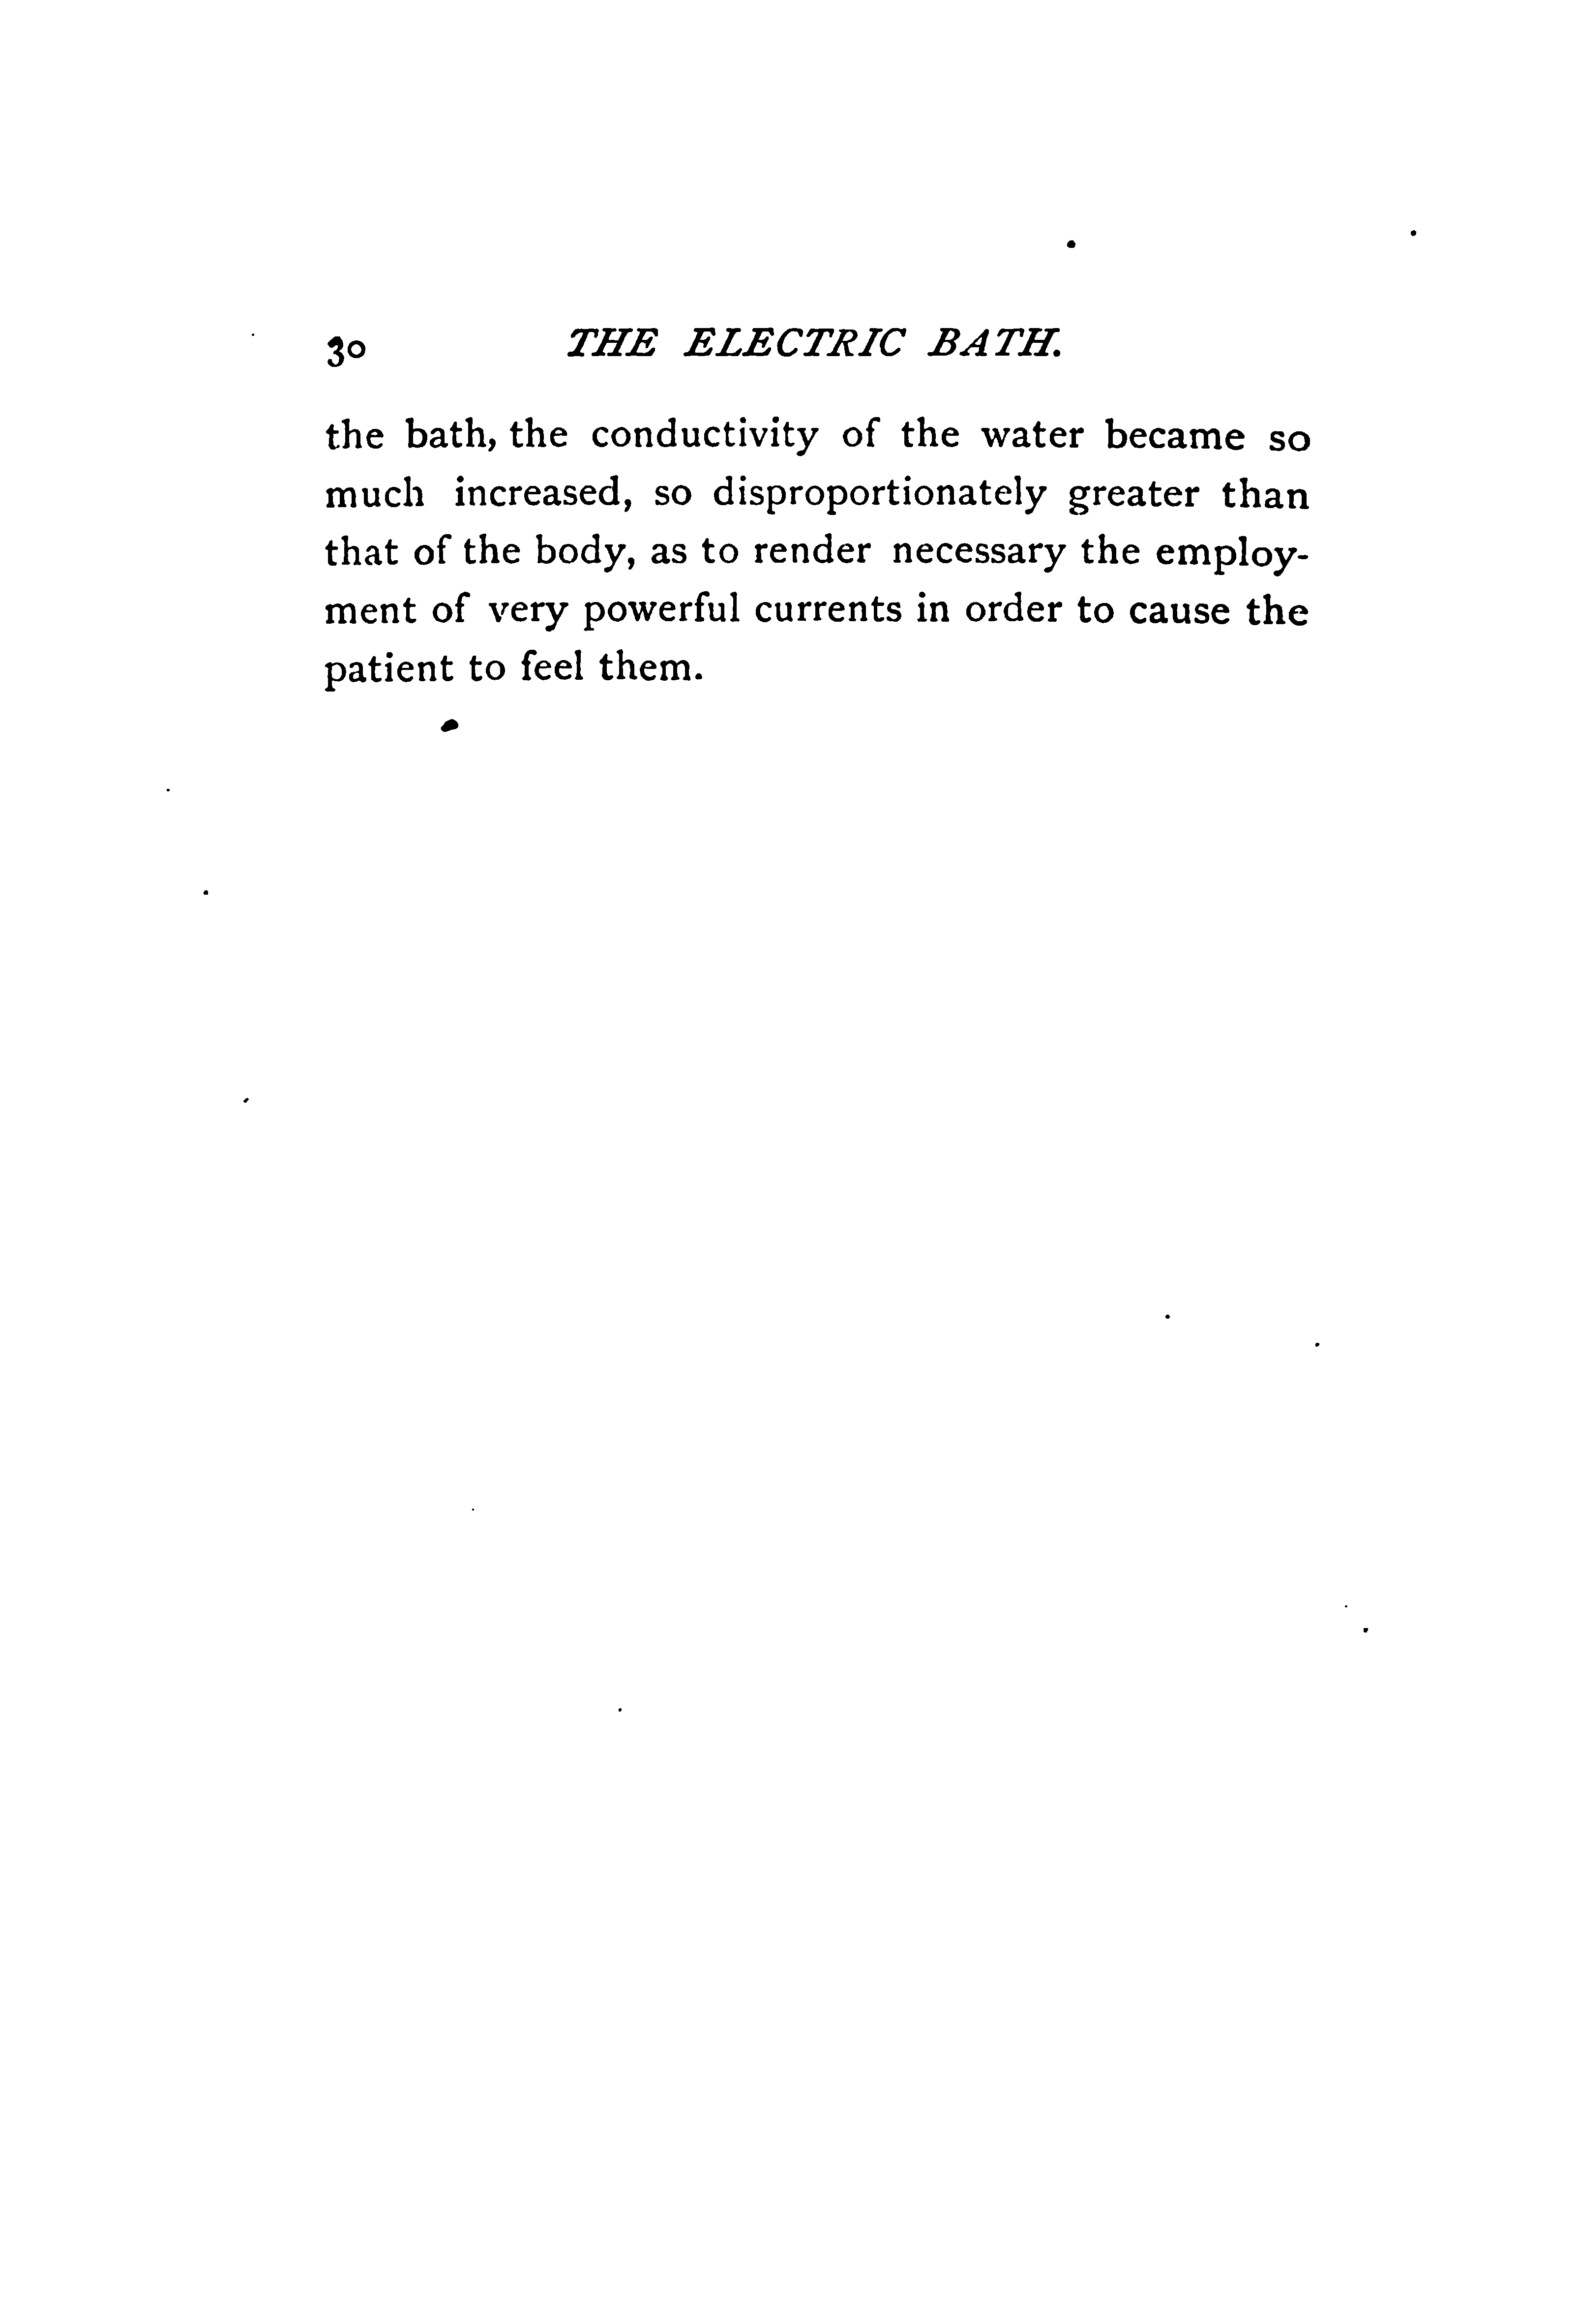 30 THE ELECTRIC BATH.
the bath, the conductivity of the water became so
much increased, so disproportionately greater than
that of the body, as to render necessary the employ-
ment of very powerful currents in order to cause the
patient to feel them.